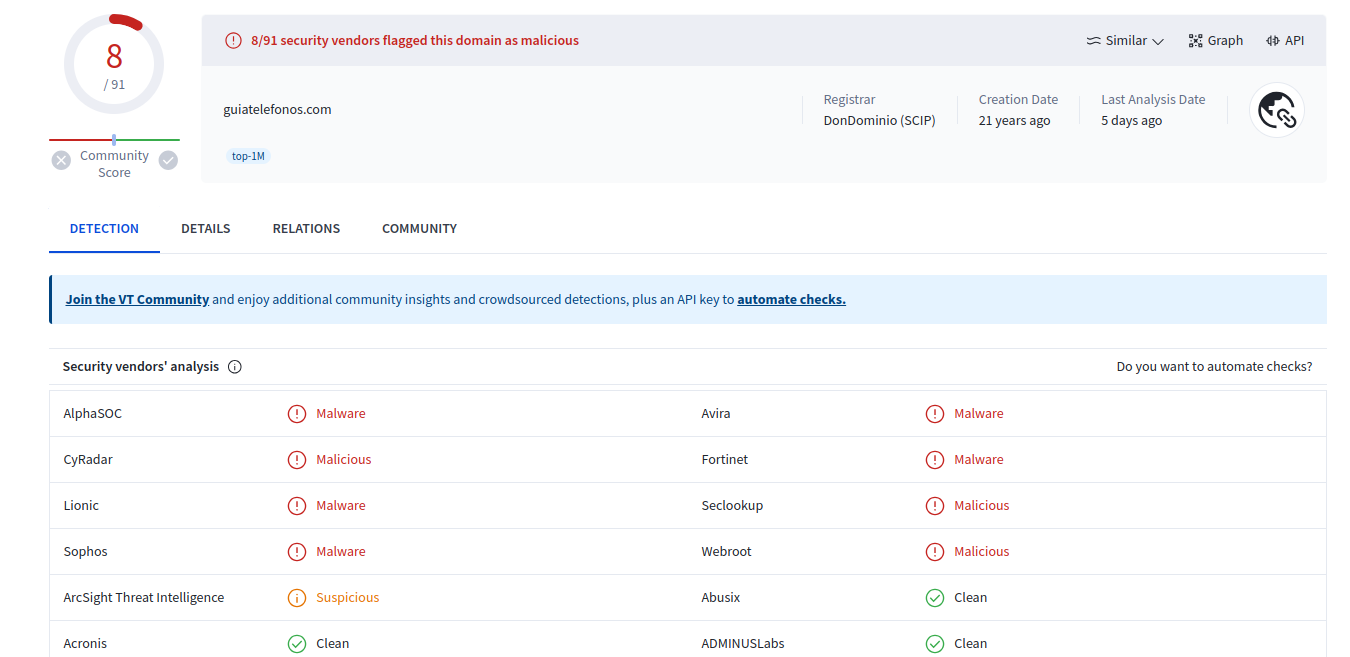 8
/ 91
Community
Score
8/91 security vendors flagged this domain as malicious
Similar
Graph
API
guiatelefonos.com
top-1M
Registrar
DonDominio (SCIP)
Creation Date
21 years ago
Last Analysis Date
5 days ago
DETECTION
DETAILS
RELATIONS
COMMUNITY
Join the VT Community and enjoy additional community insights and crowdsourced detections, plus an API key to automate checks.
Security vendors' analysis
Do you want to automate checks?
AlphaSOC Malware Avira Malware
CyRadar Malicious Fortinet Malware
Lionic Malware Seclookup Malicious
Sophos Malware Webroot Malicious
ArcSight Threat Intelligence Suspicious Abusix Clean
Acronis Clean ADMINUSLabs Clean